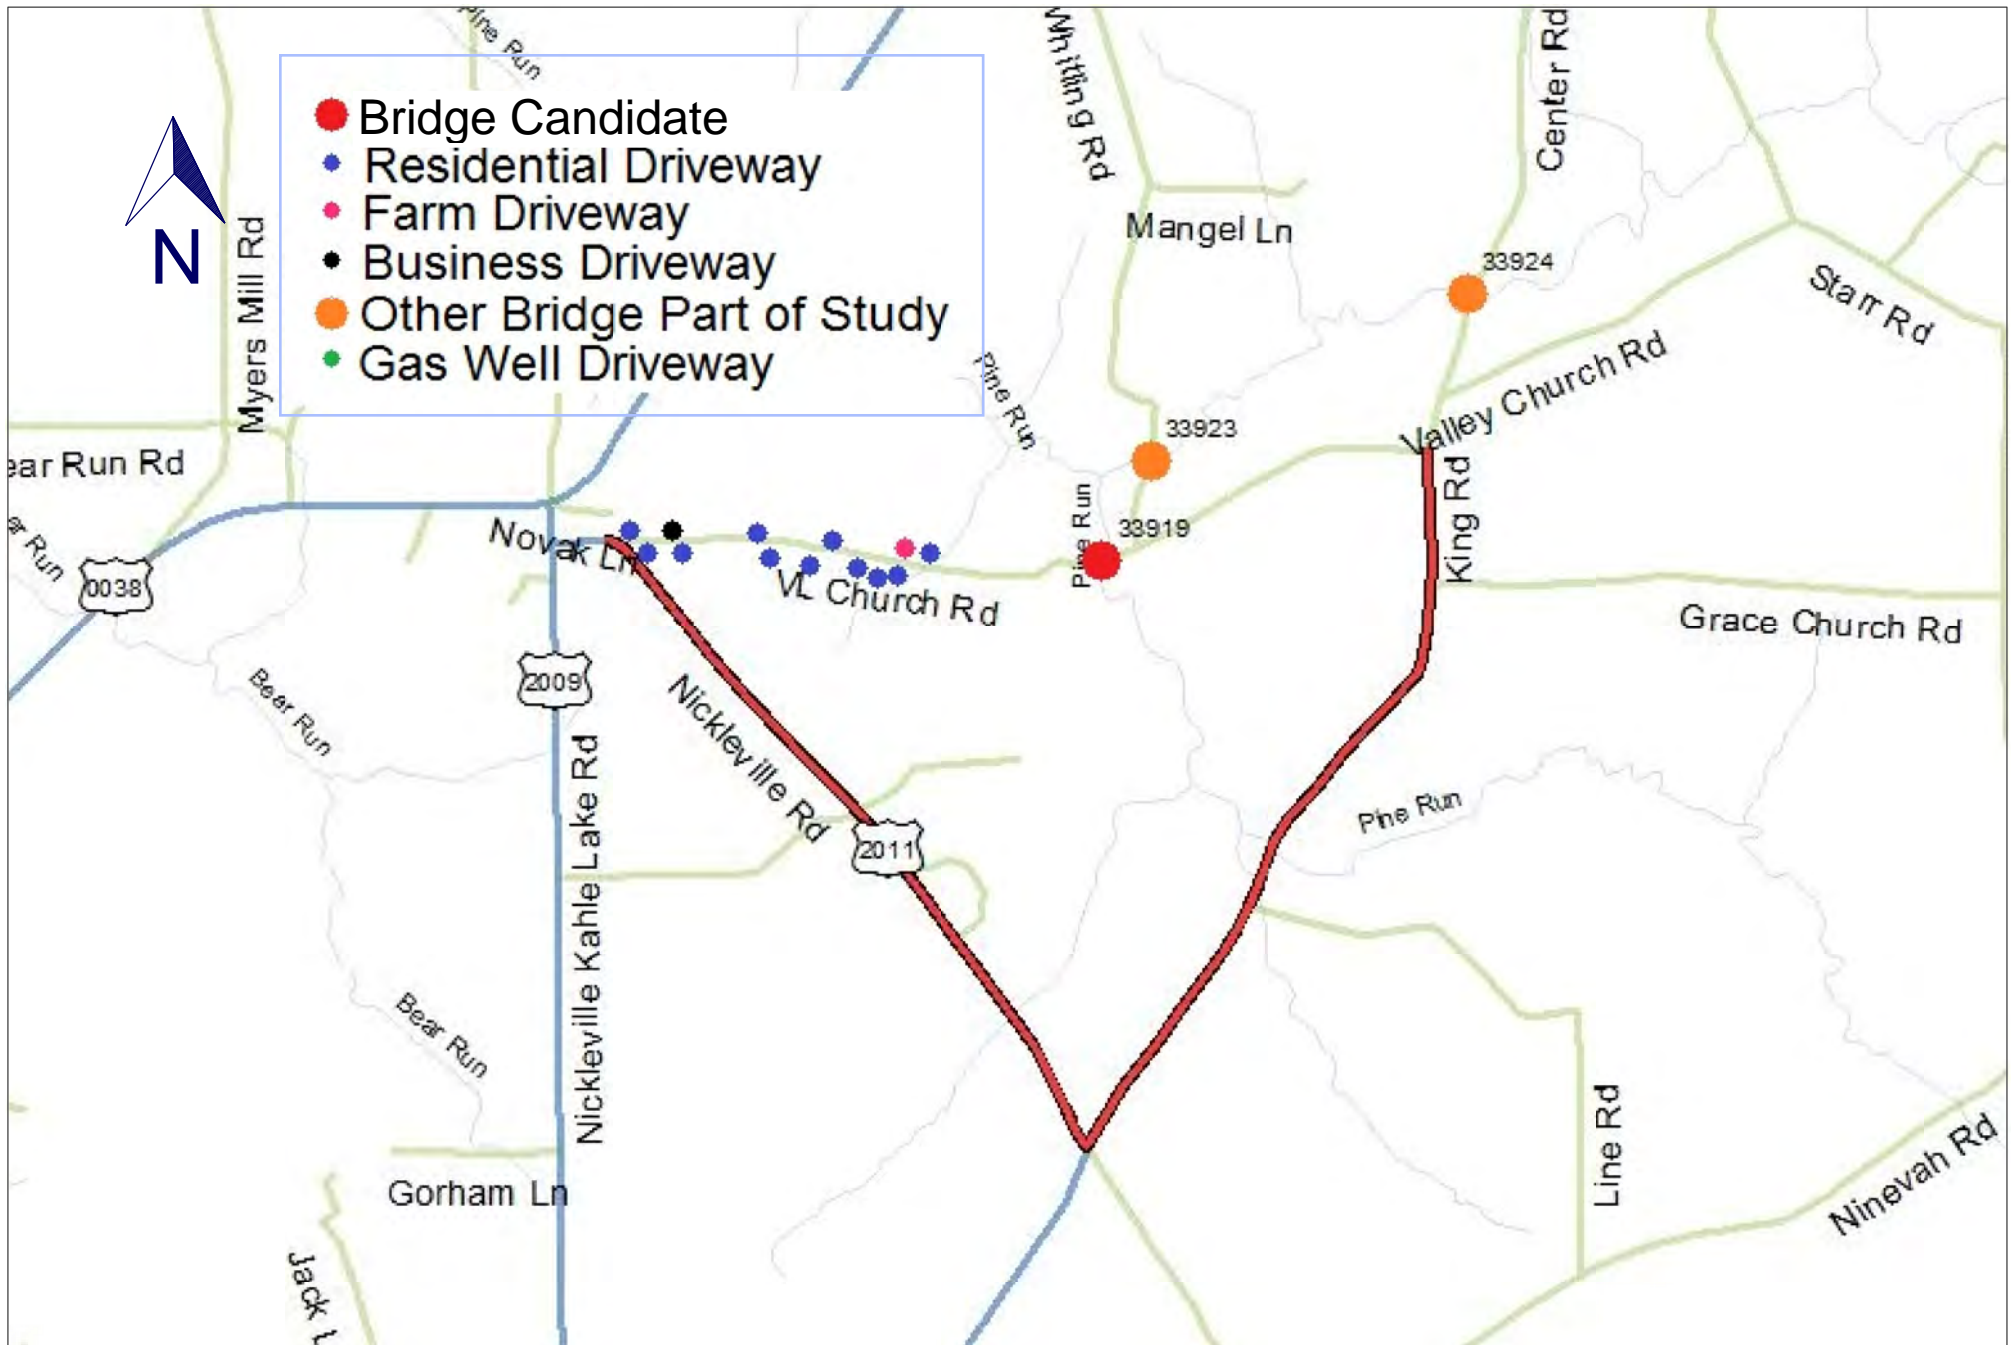 Pine Run
Whiting Rd
Center Rd
Bridge Candidate
Residential Driveway
Farm Driveway
Business Driveway
Other Bridge Part of Study
Gas Well Driveway
N
Myers Mill Rd
Mangel Ln
33924
Starr Rd
Valley Church Rd
Pine Run
33923
ear Run Rd
Pine Run
King Rd
33919
Novak Ln
0038
VL Church Rd
Grace Church Rd
2009
Bear Run
Nickleville Rd
Nickleville Kahle Lake Rd
2011
Pine Run
Bear Run
Line Rd
Ninevah Rd
Gorham Ln
Jack L